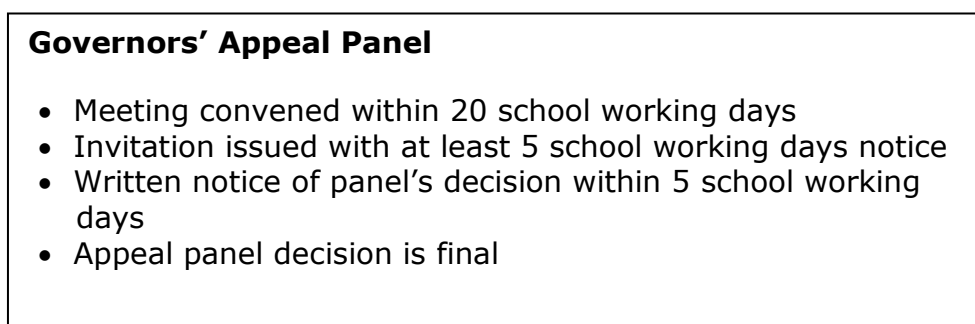 Governors’ Appeal Panel
• Meeting convened within 20 school working days
• Invitation issued with at least 5 school working days notice
• Written notice of panel’s decision within 5 school working
days
• Appeal panel decision is final